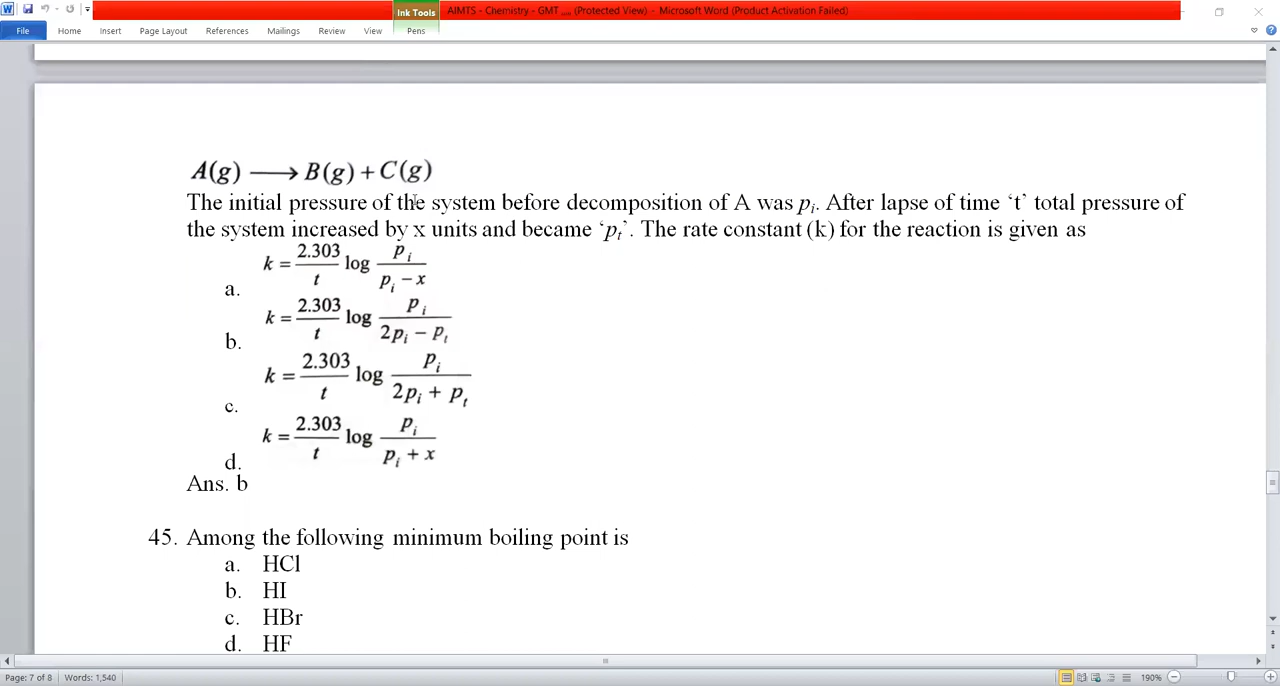 Ink Tools
AIMTS - Chemistry - GMT ,,,, (Protected View) - Microsoft Word (Product Activation Failed)
File Home Insert Page Layout References Mailings Review View Pens
A(g) ⟶ B(g) + C(g)
The initial pressure of the system before decomposition of A was pᵢ. After lapse of time ‘t’ total pressure of
the system increased by x units and became ‘pₜ’. The rate constant (k) for the reaction is given as
a. k = 2.303/t log pᵢ/(pᵢ − x)
b. k = 2.303/t log pᵢ/(2pᵢ − pₜ)
c. k = 2.303/t log pᵢ/(2pᵢ + pₜ)
d. k = 2.303/t log pᵢ/(pᵢ + x)
Ans. b
45. Among the following minimum boiling point is
a. HCl
b. HI
c. HBr
d. HF
Page: 7 of 8 Words: 1,540 190%